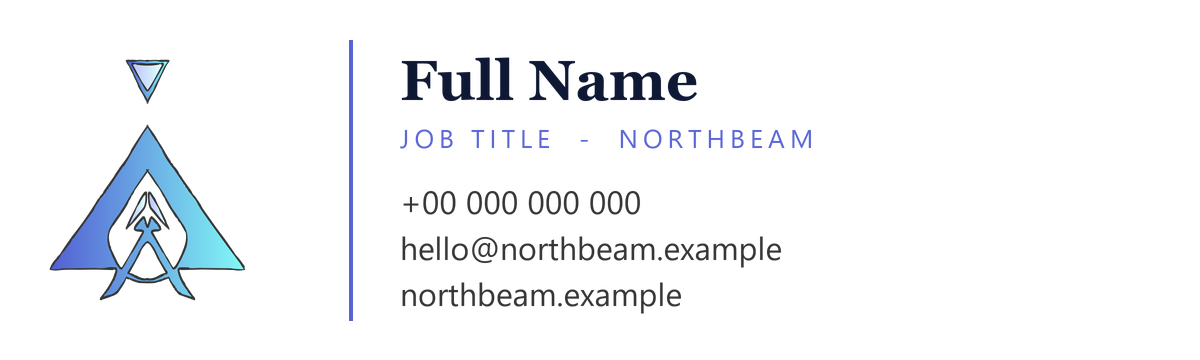 Full Name
JOB TITLE - NORTHBEAM
+00 000 000 000
hello@northbeam.example
northbeam.example